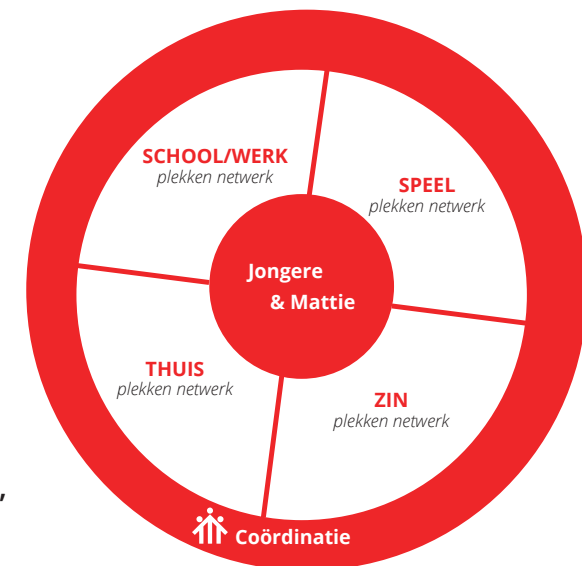 SCHOOL/WERK
plekken netwerk
SPEEL
plekken netwerk
Jongere
& Mattie
THUIS
plekken netwerk
ZIN
plekken netwerk
,
Coördinatie